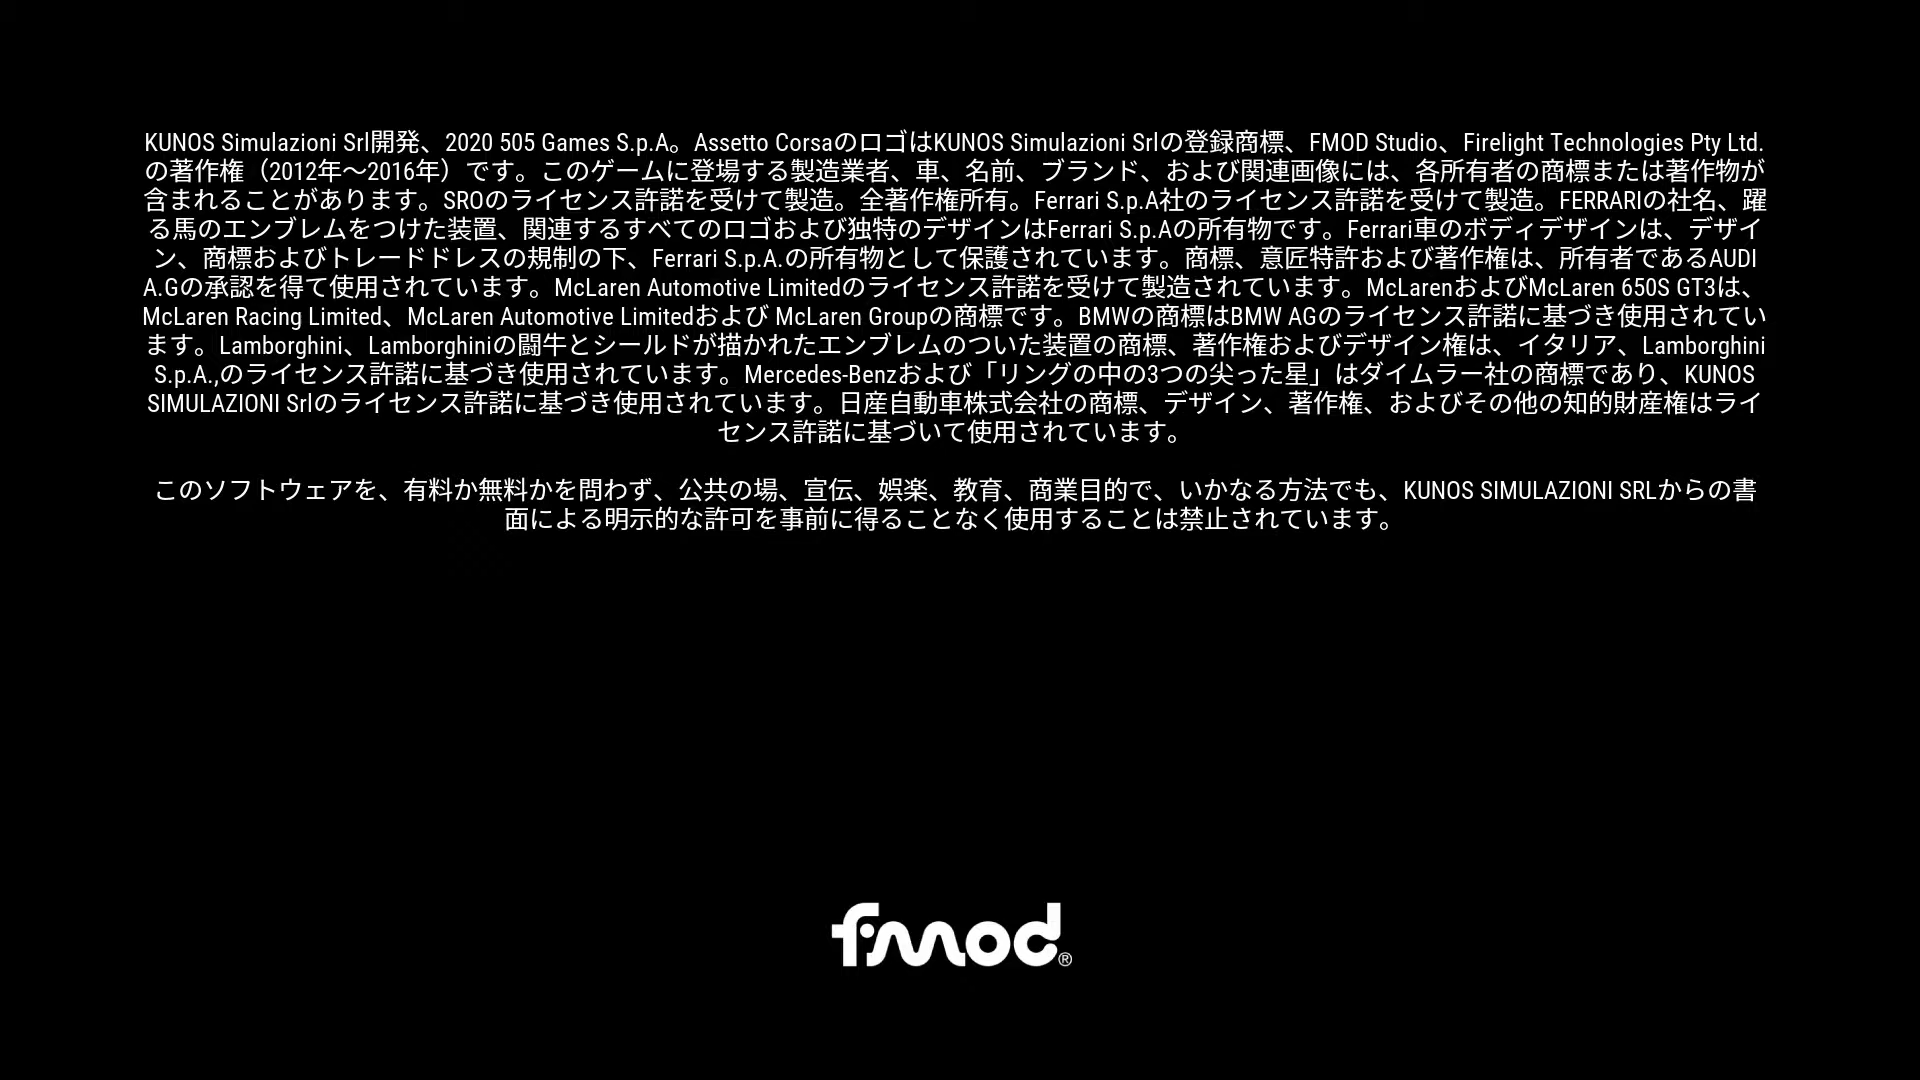 KUNOS Simulazioni Srl開発、2020 505 Games S.p.A。Assetto CorsaのロゴはKUNOS Simulazioni Srlの登録商標、FMOD Studio、Firelight Technologies Pty Ltd.
の著作権（2012年～2016年）です。このゲームに登場する製造業者、車、名前、ブランド、および関連画像には、各所有者の商標または著作物が
含まれることがあります。SROのライセンス許諾を受けて製造。全著作権所有。Ferrari S.p.A社のライセンス許諾を受けて製造。FERRARIの社名、躍
る馬のエンブレムをつけた装置、関連するすべてのロゴおよび独特のデザインはFerrari S.p.Aの所有物です。Ferrari車のボディデザインは、デザイ
ン、商標およびトレードドレスの規制の下、Ferrari S.p.A.の所有物として保護されています。商標、意匠特許および著作権は、所有者であるAUDI
A.Gの承認を得て使用されています。McLaren Automotive Limitedのライセンス許諾を受けて製造されています。McLarenおよびMcLaren 650S GT3は、
McLaren Racing Limited、McLaren Automotive Limitedおよび McLaren Groupの商標です。BMWの商標はBMW AGのライセンス許諾に基づき使用されてい
ます。Lamborghini、Lamborghiniの闘牛とシールドが描かれたエンブレムのついた装置の商標、著作権およびデザイン権は、イタリア、Lamborghini
S.p.A.,のライセンス許諾に基づき使用されています。Mercedes-Benzおよび「リングの中の3つの尖った星」はダイムラー社の商標であり、KUNOS
SIMULAZIONI Srlのライセンス許諾に基づき使用されています。日産自動車株式会社の商標、デザイン、著作権、およびその他の知的財産権はライ
センス許諾に基づいて使用されています。
このソフトウェアを、有料か無料かを問わず、公共の場、宣伝、娯楽、教育、商業目的で、いかなる方法でも、KUNOS SIMULAZIONI SRLからの書
面による明示的な許可を事前に得ることなく使用することは禁止されています。
fmod®